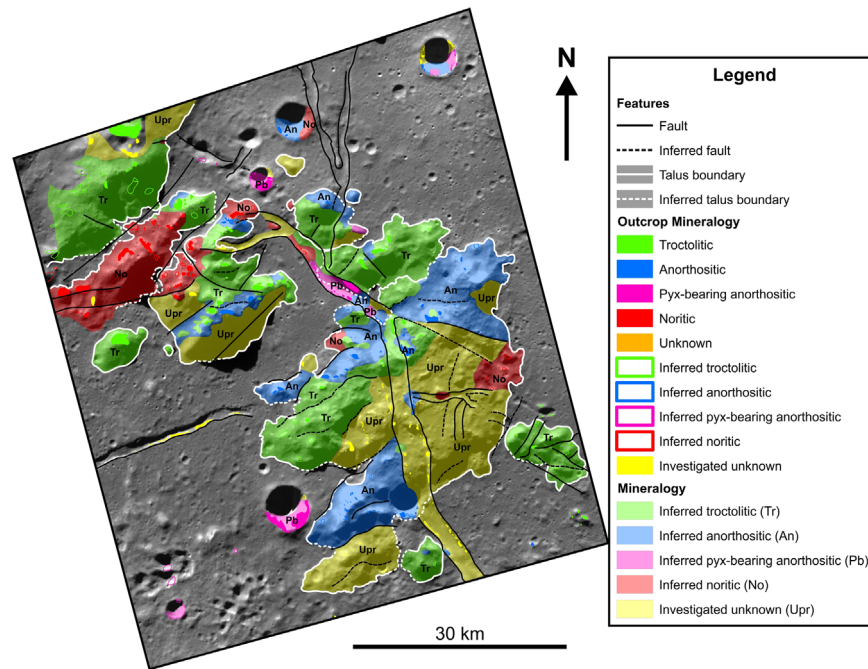 N
Legend
Features
Fault
Inferred fault
Talus boundary
Inferred talus boundary
Outcrop Mineralogy
Troctolitic
Anorthositic
Pyx-bearing anorthositic
Noritic
Unknown
Inferred troctolitic
Inferred anorthositic
Inferred pyx-bearing anorthositic
Inferred noritic
Investigated unknown
Mineralogy
Inferred troctolitic (Tr)
Inferred anorthositic (An)
Inferred pyx-bearing anorthositic (Pb)
Inferred noritic (No)
Investigated unknown (Upr)
Upr
An
No
Tr
Pb
Tr
No
An
Tr
No
Tr
Tr
Pb
An
An
Upr
Upr
Tr
Pb
Tr
An
An
No
Upr
No
An
Tr
Tr
Upr
Upr
Upr
Tr
An
Pb
Upr
Tr
30 km